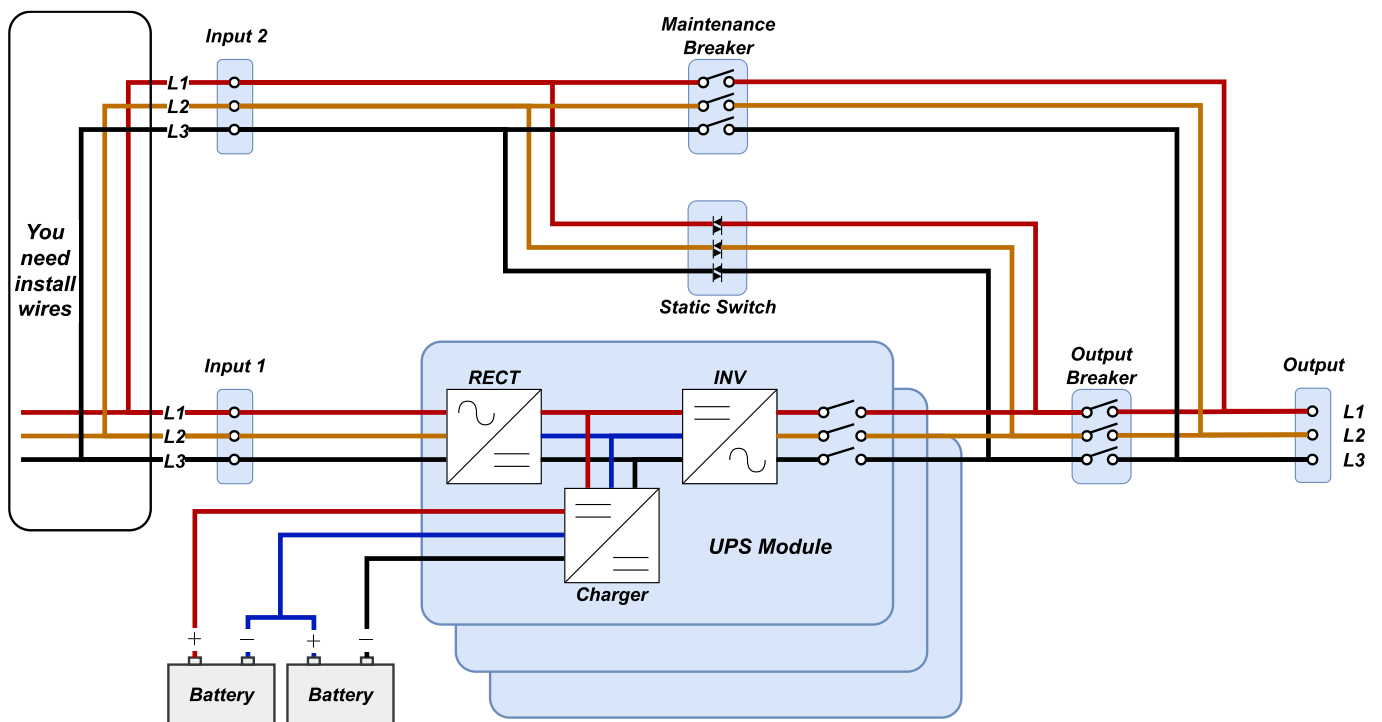 Input 2
Maintenance
Breaker
L1
L2
L3
You
need
install
wires
Static Switch
Input 1
RECT
INV
Output
Breaker
Output
L1
L2
L3
L1
L2
L3
UPS Module
Charger
+
−
+
−
Battery
Battery